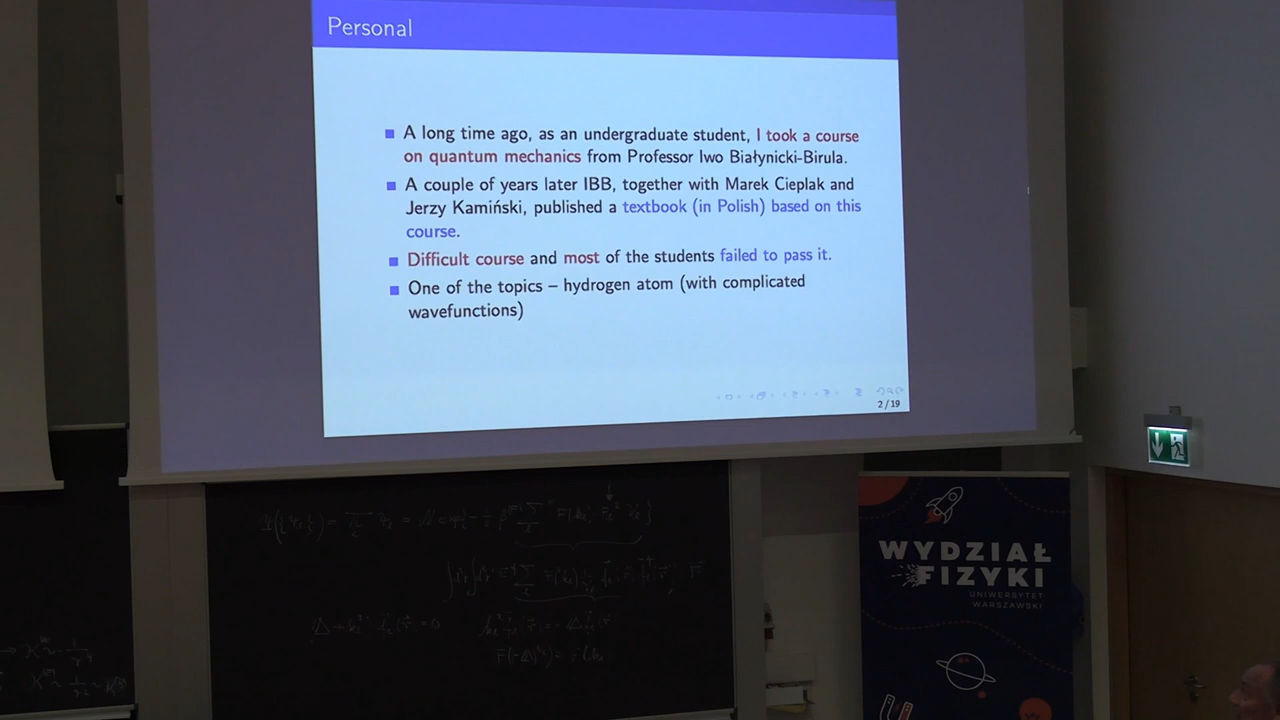 Personal
A long time ago, as an undergraduate student, I took a course
on quantum mechanics from Professor Iwo Białynicki-Birula.
A couple of years later IBB, together with Marek Cieplak and
Jerzy Kamiński, published a textbook (in Polish) based on this
course.
Difficult course and most of the students failed to pass it.
One of the topics – hydrogen atom (with complicated
wavefunctions)
2/19
WYDZIAŁ
FIZYKI
UNIWERSYTET
WARSZAWSKI